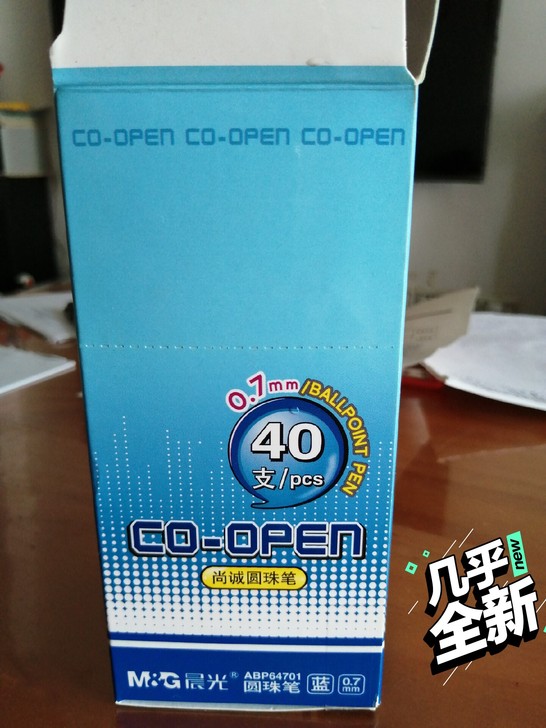 CO-OPEN CO-OPEN CO-OPEN
0.7mm/BALLPOINT PEN
40
支/pcs
CO-OPEN
尚诚圆珠笔
M&G晨光® ABP64701
圆珠笔 蓝 0.7
mm
几乎
全新
new